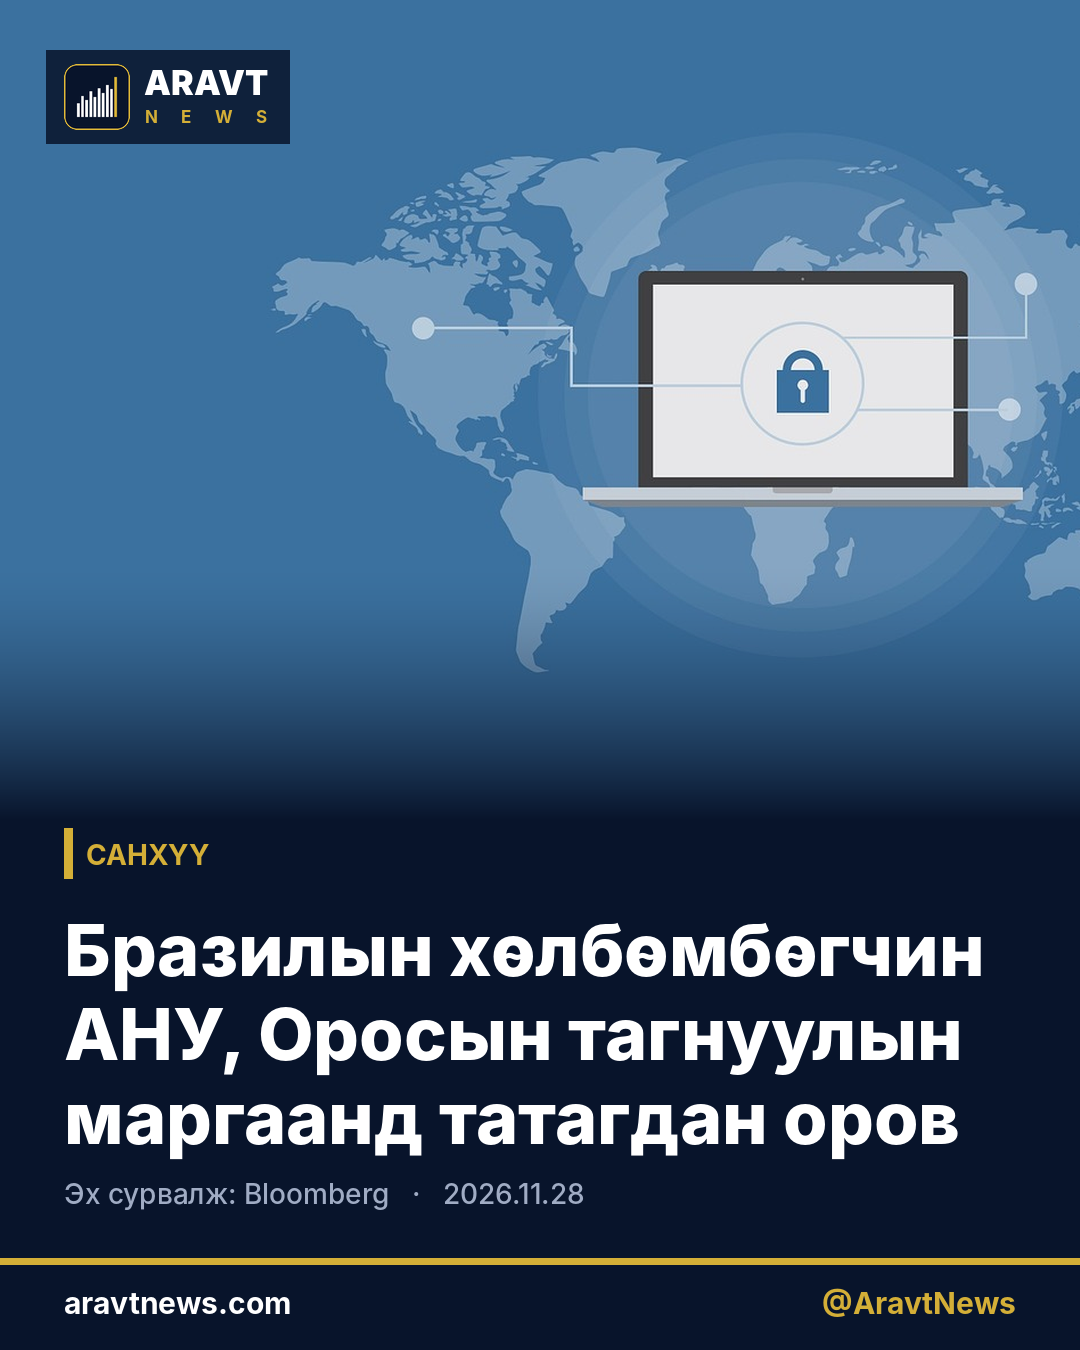 ARAVT
NEWS
САНХҮҮ
Бразилын хөлбөмбөгчин
АНУ, Оросын тагнуулын
маргаанд татагдан оров
Эх сурвалж: Bloomberg · 2026.11.28
aravtnews.com
@AravtNews